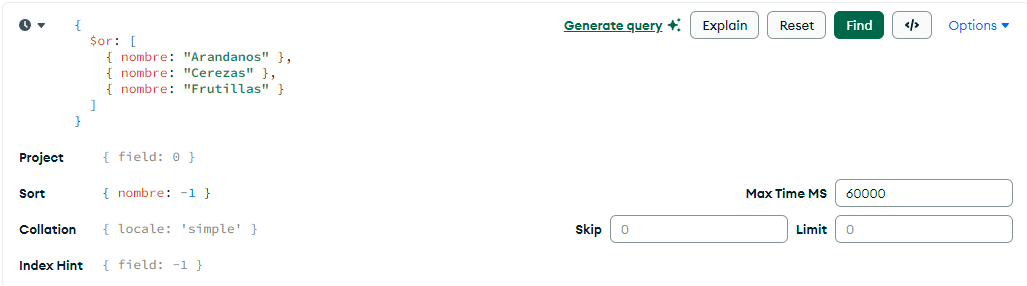 {
$or: [
{ nombre: "Arandanos" },
{ nombre: "Cerezas" },
{ nombre: "Frutillas" }
]
}
Generate query Explain Reset Find </> Options
Project { field: 0 }
Sort { nombre: -1 } Max Time MS 60000
Collation { locale: 'simple' } Skip 0 Limit 0
Index Hint { field: -1 }